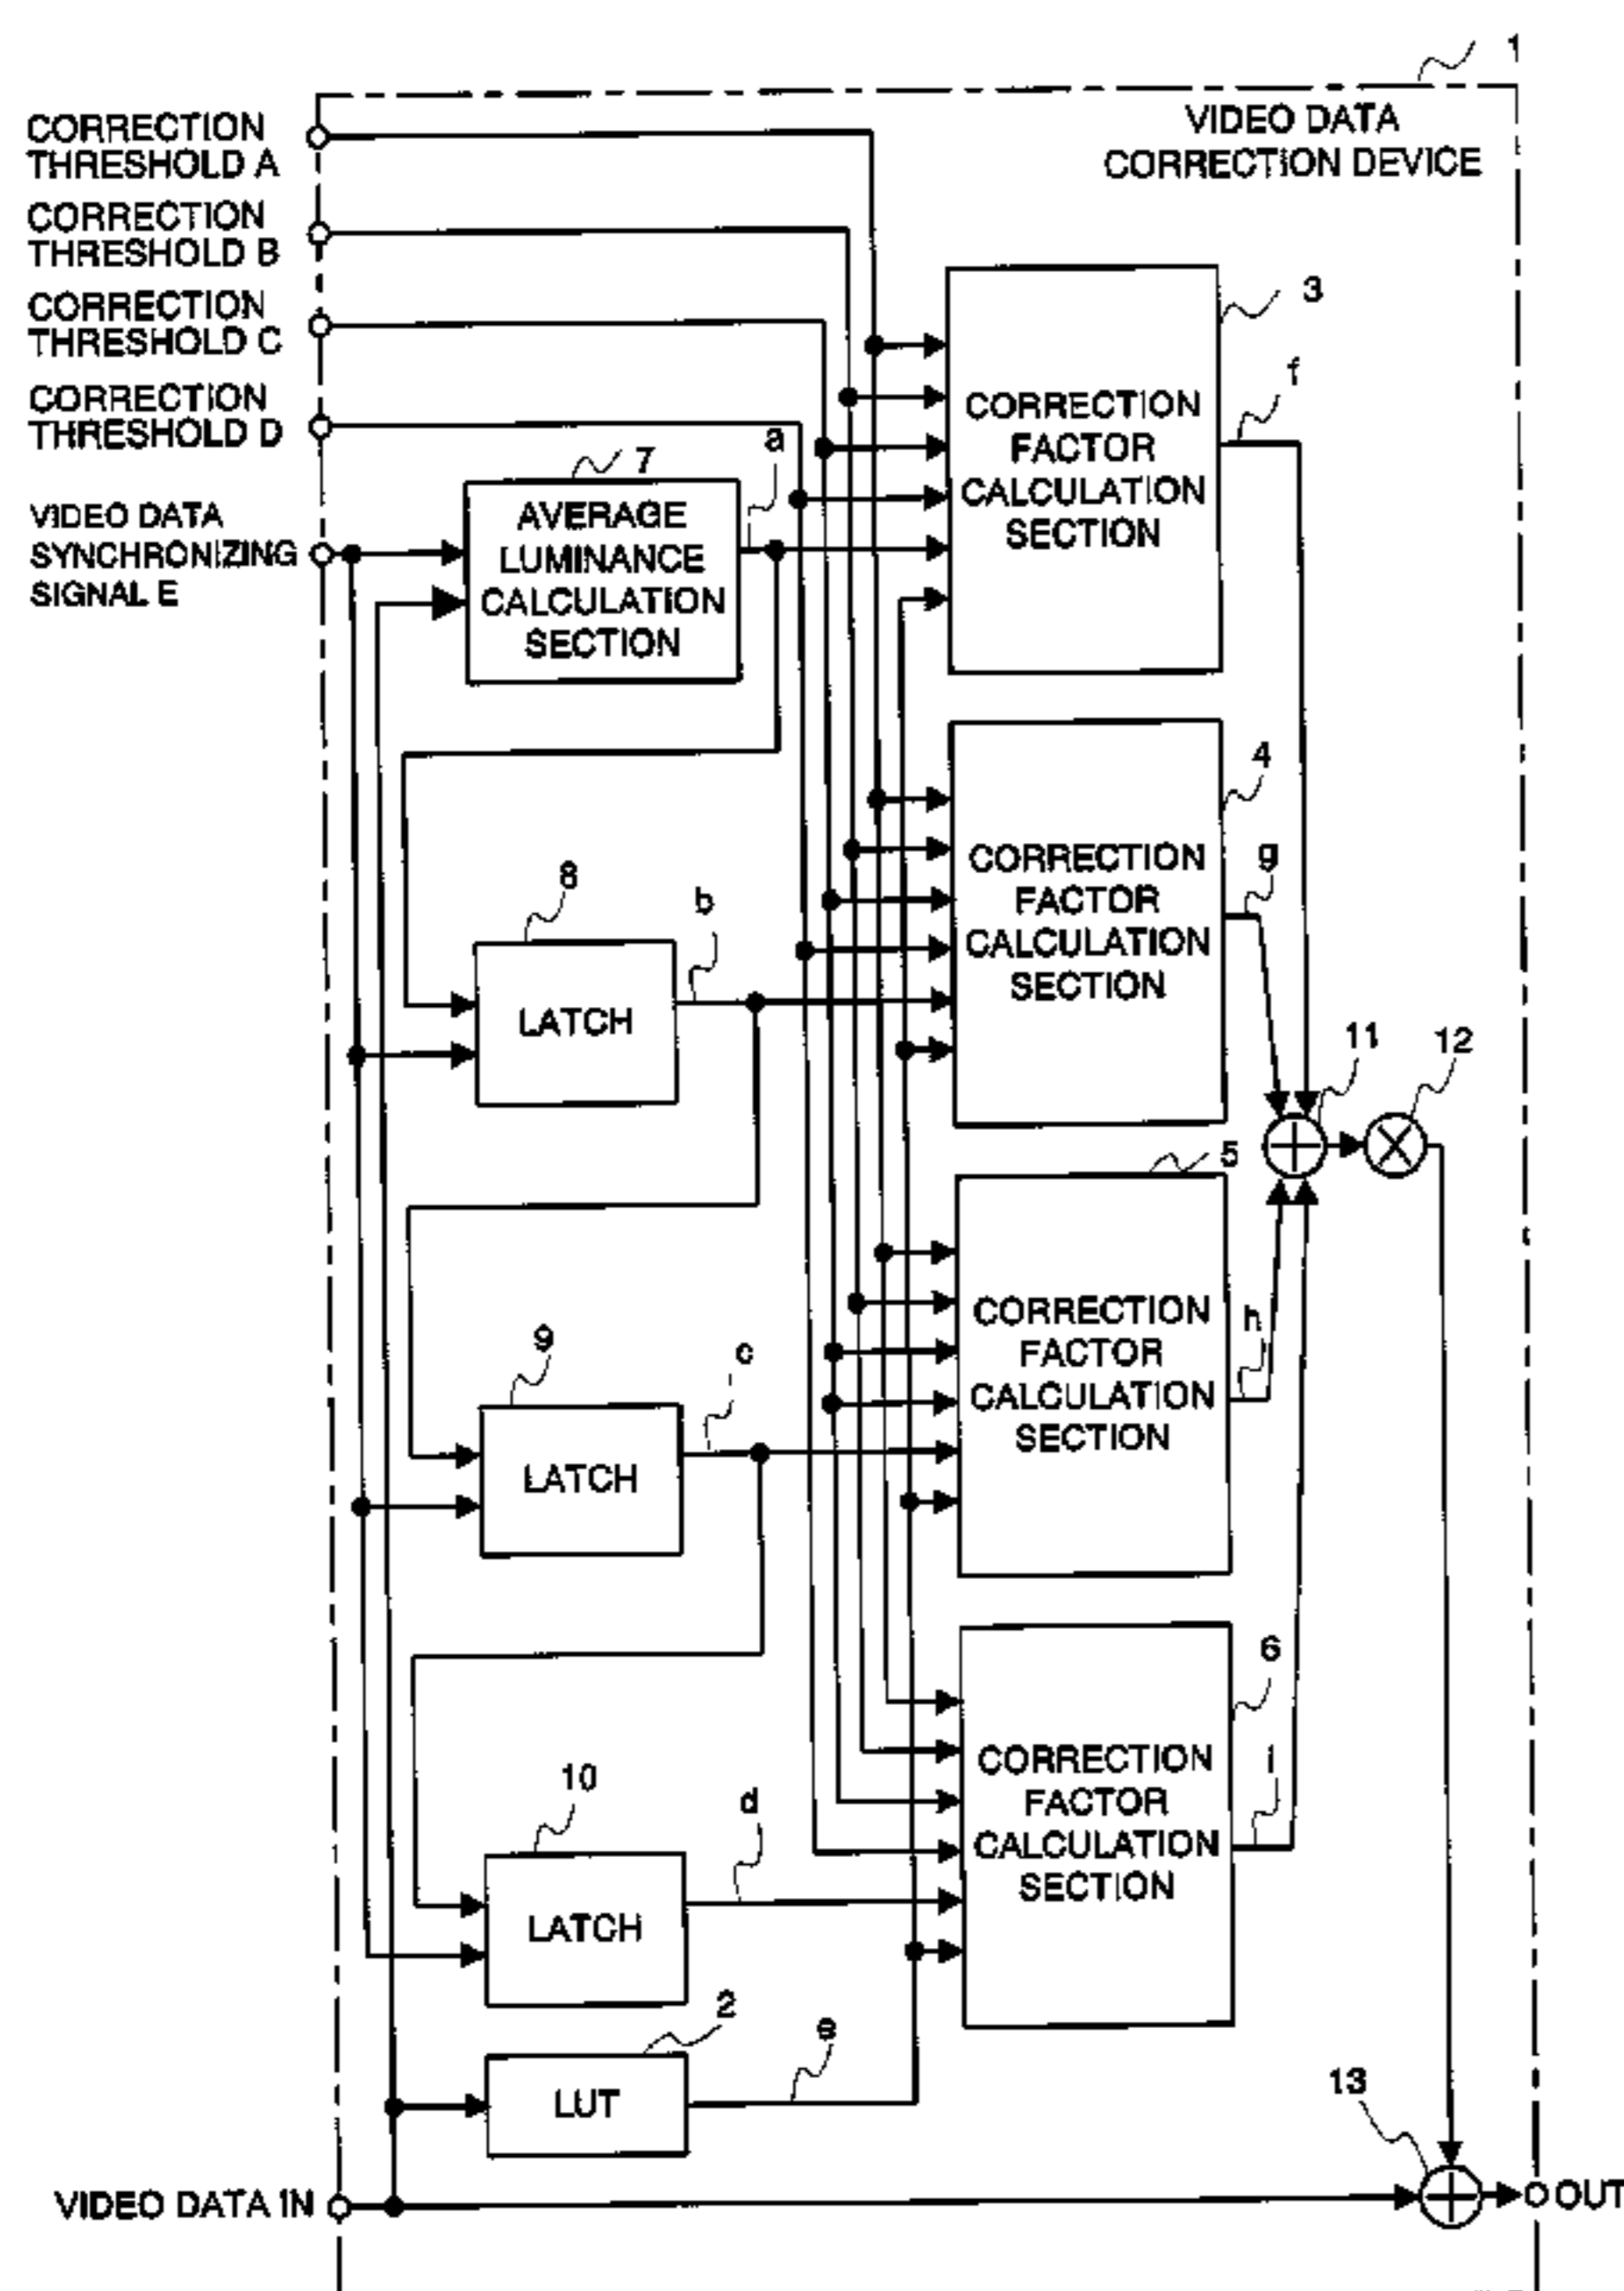 1
VIDEO DATA
CORRECTION DEVICE
CORRECTION
THRESHOLD A
CORRECTION
THRESHOLD B
CORRECTION
THRESHOLD C
CORRECTION
THRESHOLD D
VIDEO DATA
SYNCHRONIZING
SIGNAL E
7
AVERAGE
LUMINANCE
CALCULATION
SECTION
a
3
CORRECTION
FACTOR
CALCULATION
SECTION
f
4
CORRECTION
FACTOR
CALCULATION
SECTION
g
8
LATCH
b
11
12
5
CORRECTION
FACTOR
CALCULATION
SECTION
h
9
LATCH
c
6
CORRECTION
FACTOR
CALCULATION
SECTION
i
10
LATCH
d
2
LUT
e
13
VIDEO DATA IN
OUT